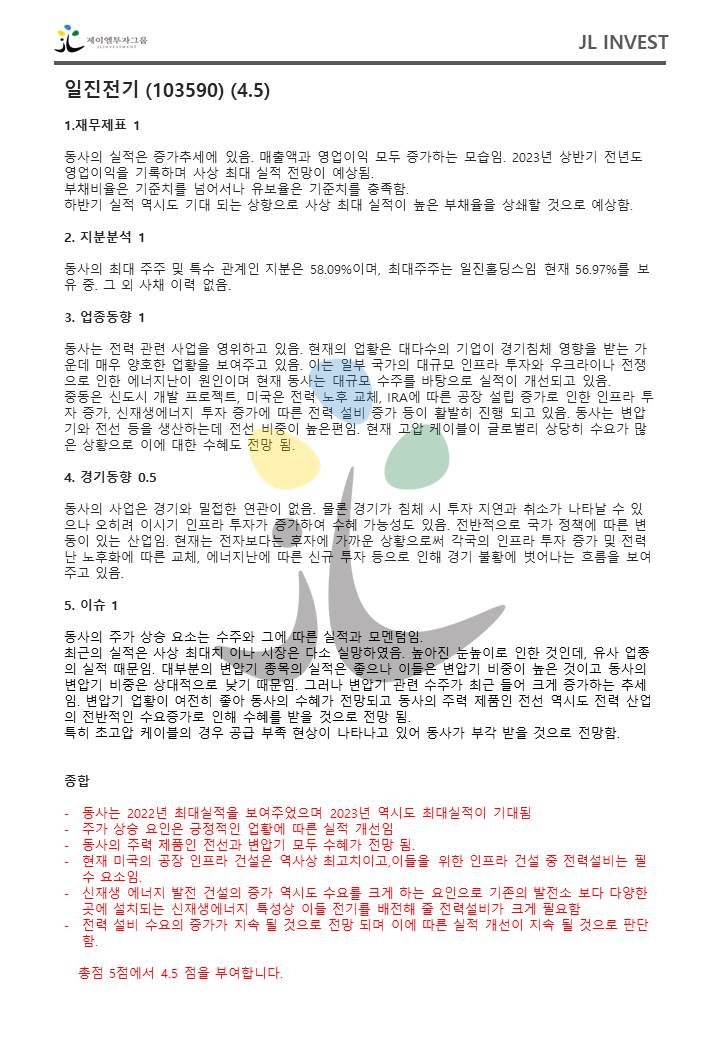 제이엘투자그룹
JLINVESTMENT
JL INVEST
일진전기 (103590) (4.5)
1.재무제표 1
동사의 실적은 증가추세에 있음. 매출액과 영업이익 모두 증가하는 모습임. 2023년 상반기 전년도
영업이익을 기록하며 사상 최대 실적 전망이 예상됨.
부채비율은 기준치를 넘어서나 유보율은 기준치를 충족함.
하반기 실적 역시도 기대 되는 상항으로 사상 최대 실적이 높은 부채율을 상쇄할 것으로 예상함.
2. 지분분석 1
동사의 최대 주주 및 특수 관계인 지분은 58.09%이며, 최대주주는 일진홀딩스임 현재 56.97%를 보
유 중. 그 외 사채 이력 없음.
3. 업종동향 1
동사는 전력 관련 사업을 영위하고 있음. 현재의 업황은 대다수의 기업이 경기침체 영향을 받는 가
운데 매우 양호한 업황을 보여주고 있음. 이는 일부 국가의 대규모 인프라 투자와 우크라이나 전쟁
으로 인한 에너지난이 원인이며 현재 동사는 대규모 수주를 바탕으로 실적이 개선되고 있음.
중동은 신도시 개발 프로젝트, 미국은 전력 노후 교체, IRA에 따른 공장 설립 증가로 인한 인프라 투
자 증가, 신재생에너지 투자 증가에 따른 전력 설비 증가 등이 활발히 진행 되고 있음. 동사는 변압
기와 전선 등을 생산하는데 전선 비중이 높은편임. 현재 고압 케이블이 글로벌리 상당히 수요가 많
은 상황으로 이에 대한 수혜도 전망 됨.
4. 경기동향 0.5
동사의 사업은 경기와 밀접한 연관이 없음. 물론 경기가 침체 시 투자 지연과 취소가 나타날 수 있
으나 오히려 이시기 인프라 투자가 증가하여 수혜 가능성도 있음. 전반적으로 국가 정책에 따른 변
동이 있는 산업임. 현재는 전자보다는 후자에 가까운 상황으로써 각국의 인프라 투자 증가 및 전력
난 노후화에 따른 교체, 에너지난에 따른 신규 투자 등으로 인해 경기 불황에 벗어나는 흐름을 보여
주고 있음.
5. 이슈 1
동사의 주가 상승 요소는 수주와 그에 따른 실적과 모멘텀임.
최근의 실적은 사상 최대치 이나 시장은 다소 실망하였음. 높아진 눈높이로 인한 것인데, 유사 업종
의 실적 때문임. 대부분의 변압기 종목의 실적은 좋으나 이들은 변압기 비중이 높은 것이고 동사의
변압기 비중은 상대적으로 낮기 때문임. 그러나 변압기 관련 수주가 최근 들어 크게 증가하는 추세
임. 변압기 업황이 여전히 좋아 동사의 수혜가 전망되고 동사의 주력 제품인 전선 역시도 전력 산업
의 전반적인 수요증가로 인해 수혜를 받을 것으로 전망 됨.
특히 초고압 케이블의 경우 공급 부족 현상이 나타나고 있어 동사가 부각 받을 것으로 전망함.
종합
- 동사는 2022년 최대실적을 보여주었으며 2023년 역시도 최대실적이 기대됨
- 주가 상승 요인은 긍정적인 업황에 따른 실적 개선임
- 동사의 주력 제품인 전선과 변압기 모두 수혜가 전망 됨.
- 현재 미국의 공장 인프라 건설은 역사상 최고치이고,이들을 위한 인프라 건설 중 전력설비는 필
수 요소임.
- 신재생 에너지 발전 건설의 증가 역시도 수요를 크게 하는 요인으로 기존의 발전소 보다 다양한
곳에 설치되는 신재생에너지 특성상 이들 전기를 배전해 줄 전력설비가 크게 필요함
- 전력 설비 수요의 증가가 지속 될 것으로 전망 되며 이에 따른 실적 개선이 지속 될 것으로 판단
함.
총점 5점에서 4.5 점을 부여합니다.